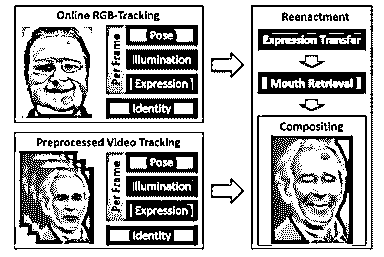 Online RGB-Tracking
Per Frame
Pose
Illumination
[Expression]
Identity
Preprocessed Video Tracking
Per Frame
Pose
Illumination
[Expression]
Identity
Reenactment
Expression Transfer
[Mouth Retrieval]
Compositing